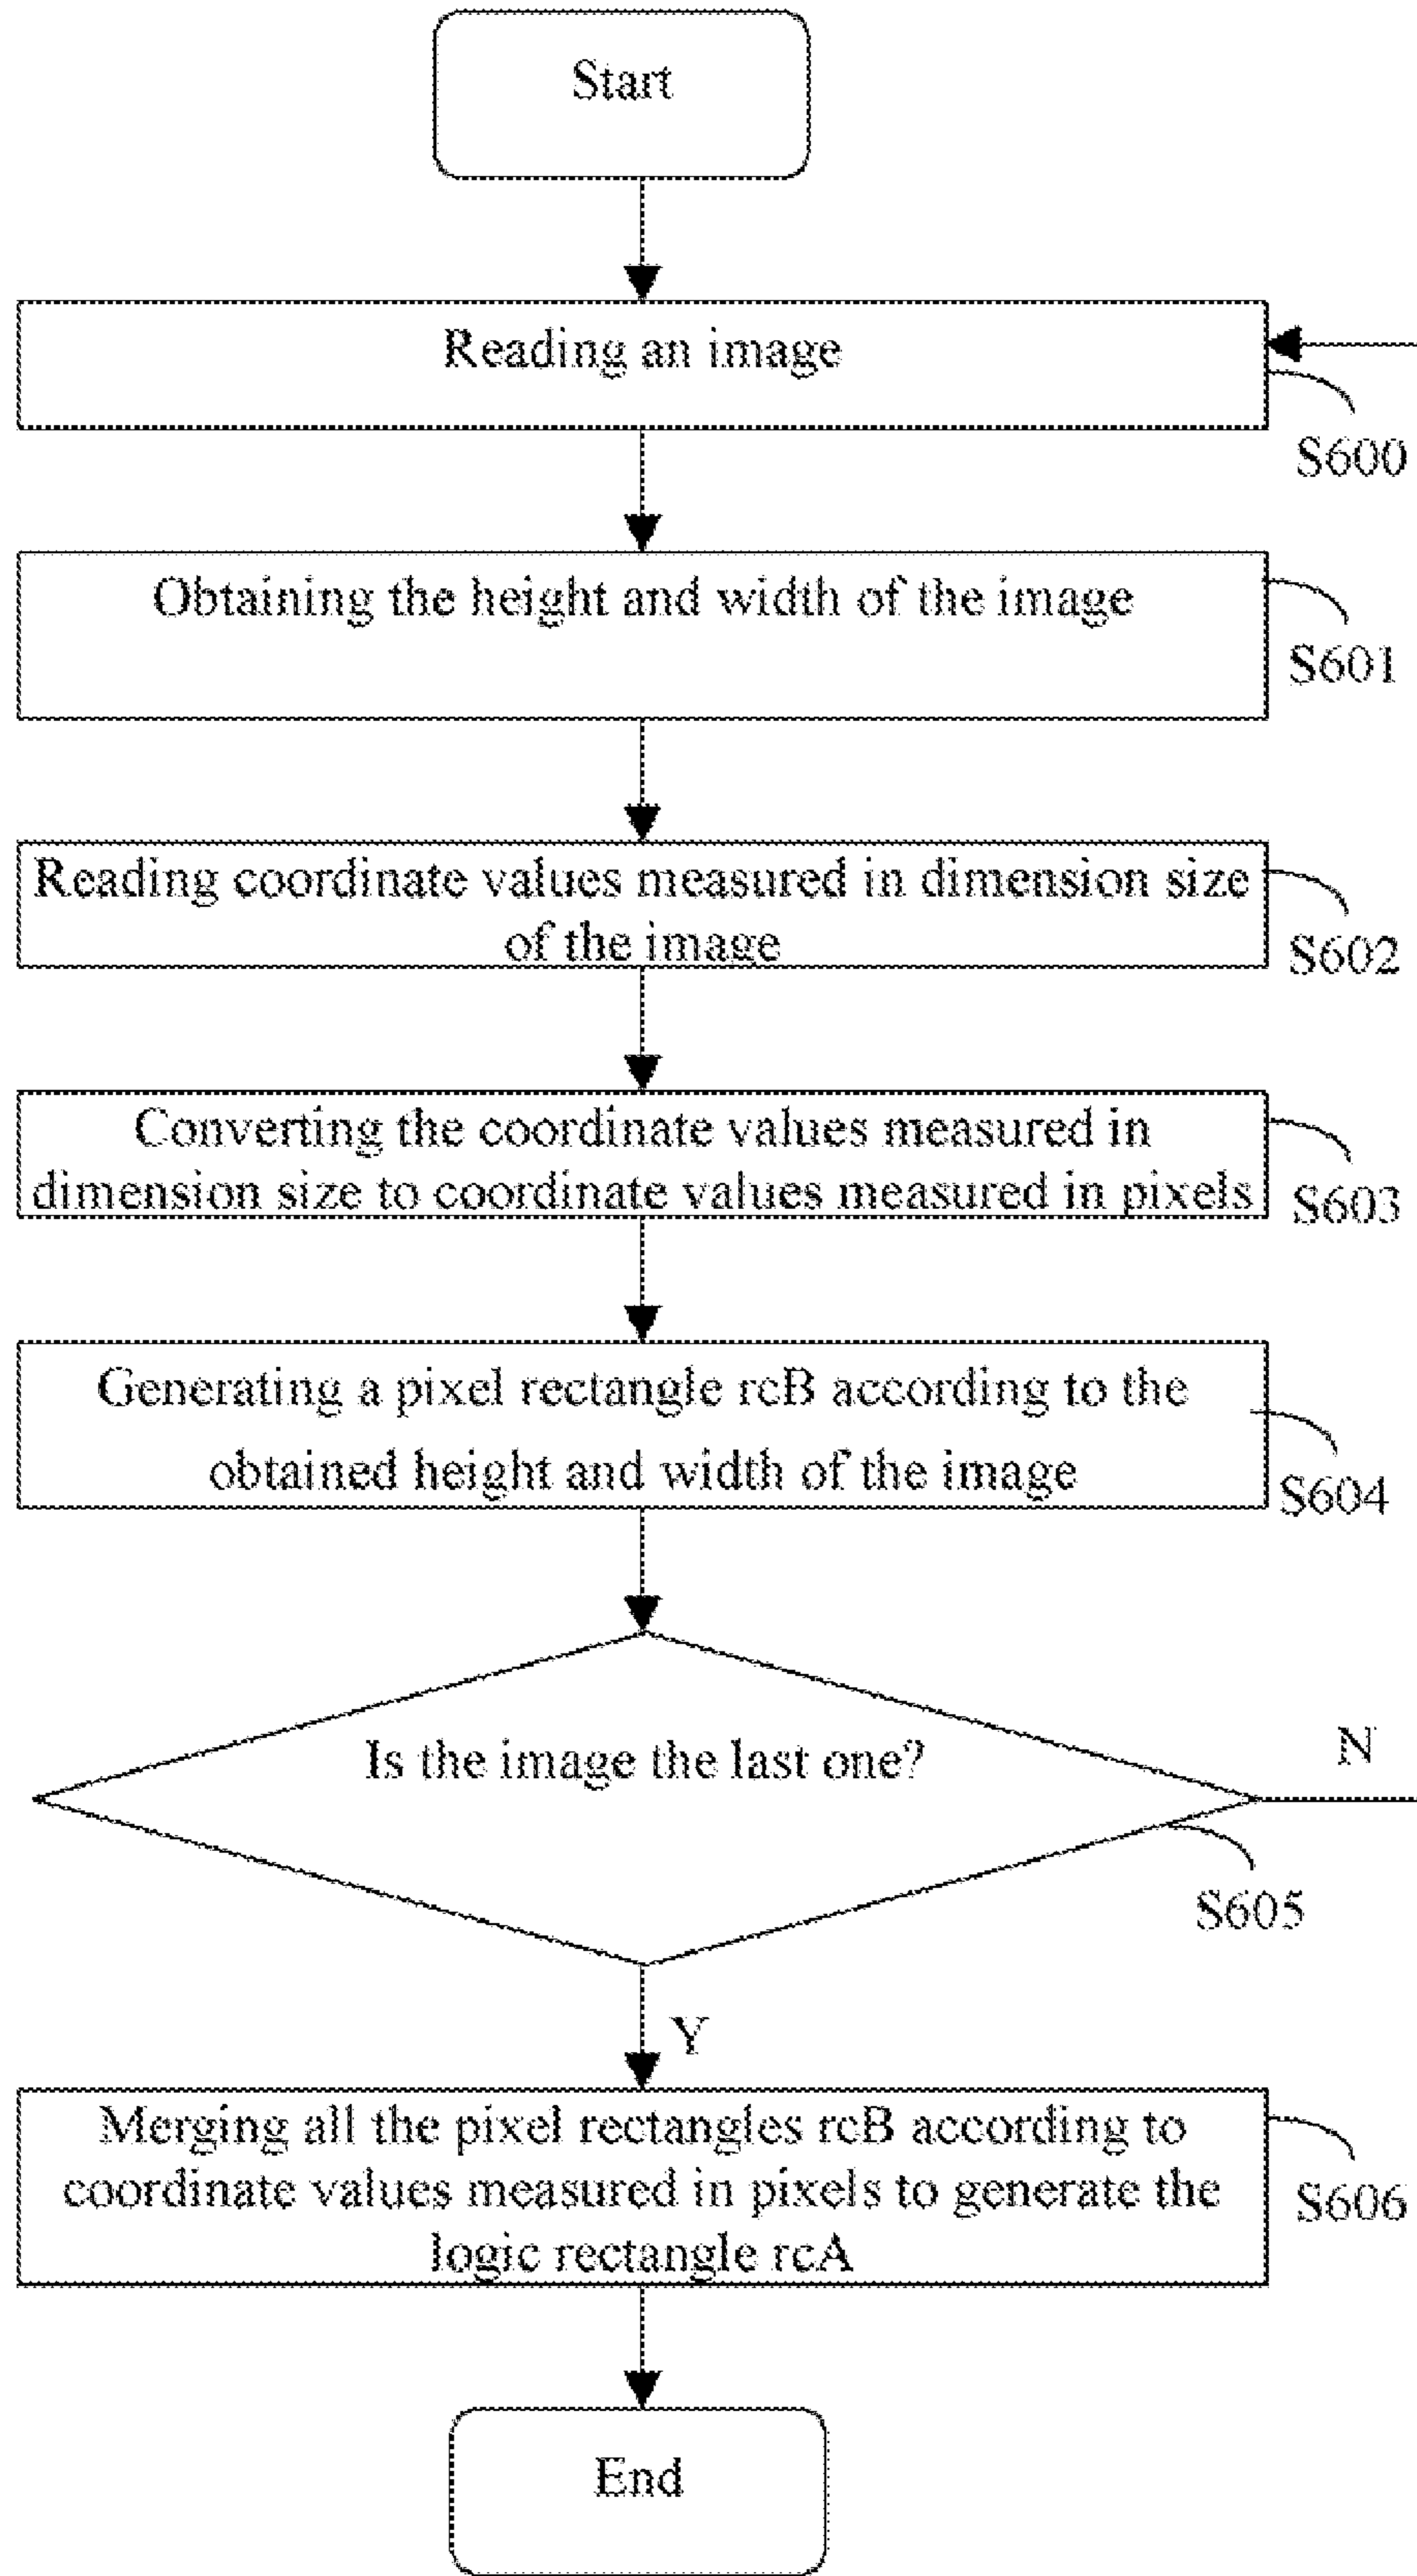 Start
Reading an image
S600
Obtaining the height and width of the image
S601
Reading coordinate values measured in dimension size
of the image
S602
Converting the coordinate values measured in
dimension size to coordinate values measured in pixels
S603
Generating a pixel rectangle rcB according to the
obtained height and width of the image
S604
Is the image the last one?
N
S605
Y
Merging all the pixel rectangles rcB according to
coordinate values measured in pixels to generate the
logic rectangle rcA
S606
End